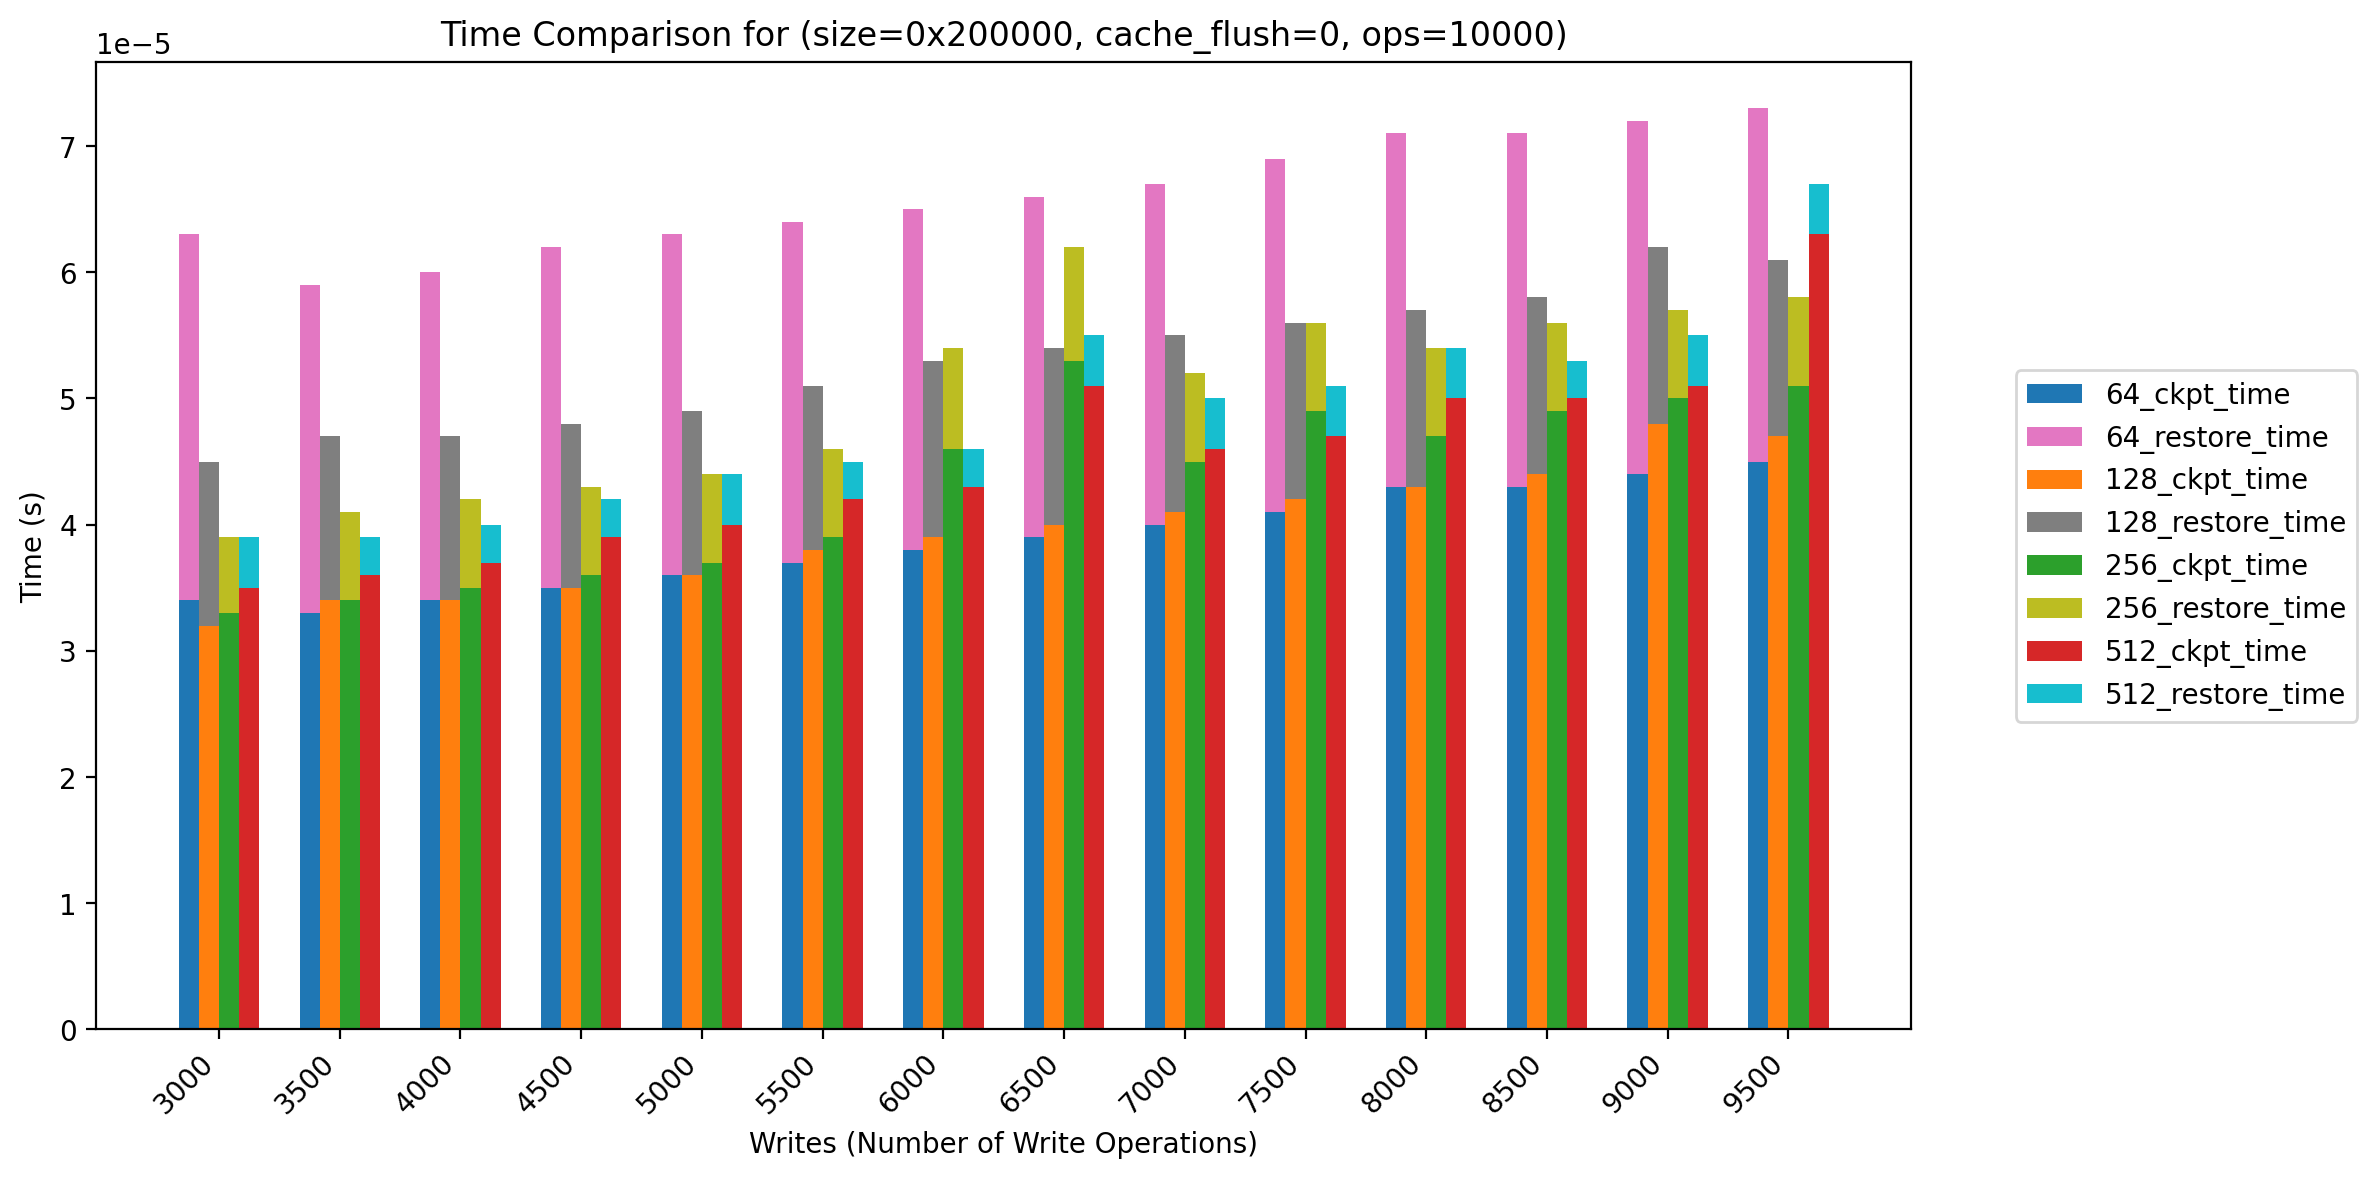 Time Comparison for (size=0x200000, cache_flush=0, ops=10000)
1e−5
7
6
5
4
3
2
1
0
Time (s)
3000 3500 4000 4500 5000 5500 6000 6500 7000 7500 8000 8500 9000 9500
Writes (Number of Write Operations)
64_ckpt_time
64_restore_time
128_ckpt_time
128_restore_time
256_ckpt_time
256_restore_time
512_ckpt_time
512_restore_time